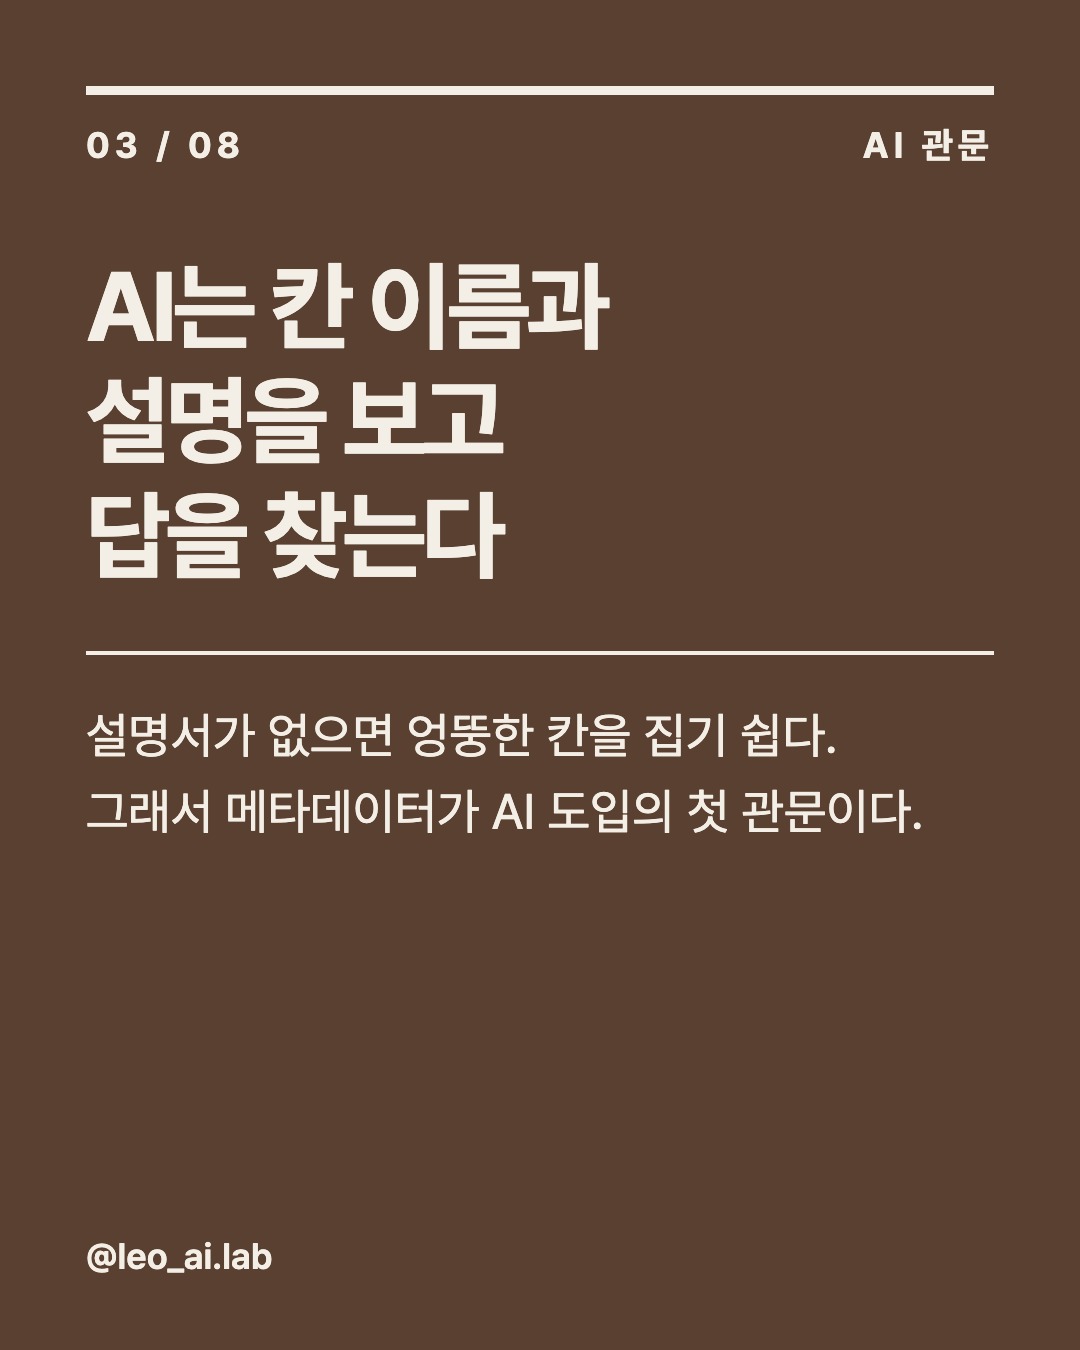 03 / 08
AI 관문
AI는 칸 이름과
설명을 보고
답을 찾는다
설명서가 없으면 엉뚱한 칸을 집기 쉽다.
그래서 메타데이터가 AI 도입의 첫 관문이다.
@leo_ai.lab